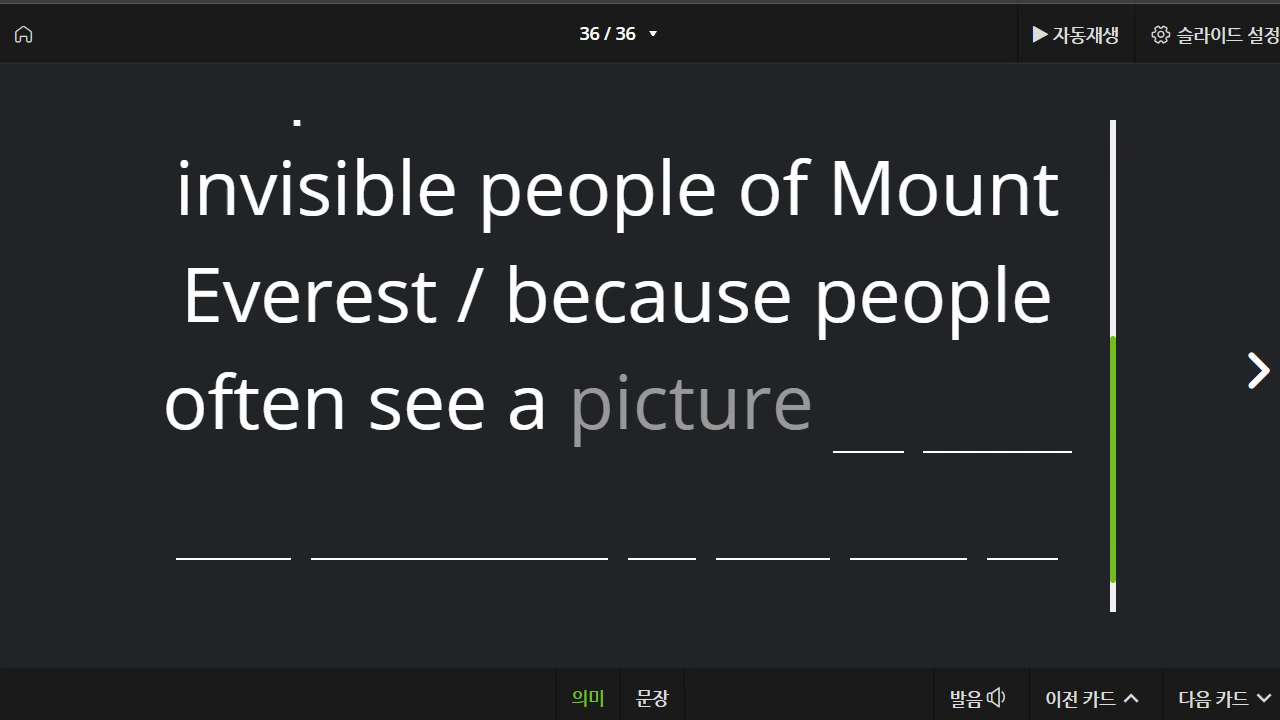 36 / 36
자동재생
슬라이드 설정
invisible people of Mount
Everest / because people
often see a picture
의미
문장
발음
이전 카드
다음 카드